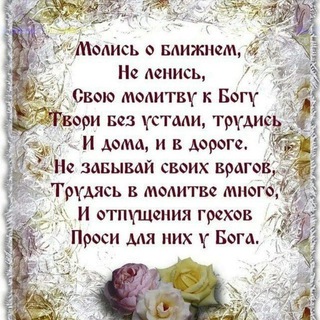 Молись о ближнем,
Не ленись,
Свою молитву к Богу
Твори без устали, трудись
И дома, и в дороге.
Не забывай своих врагов,
Трудясь в молитве много,
И отпущения грехов
Проси для них у Бога.